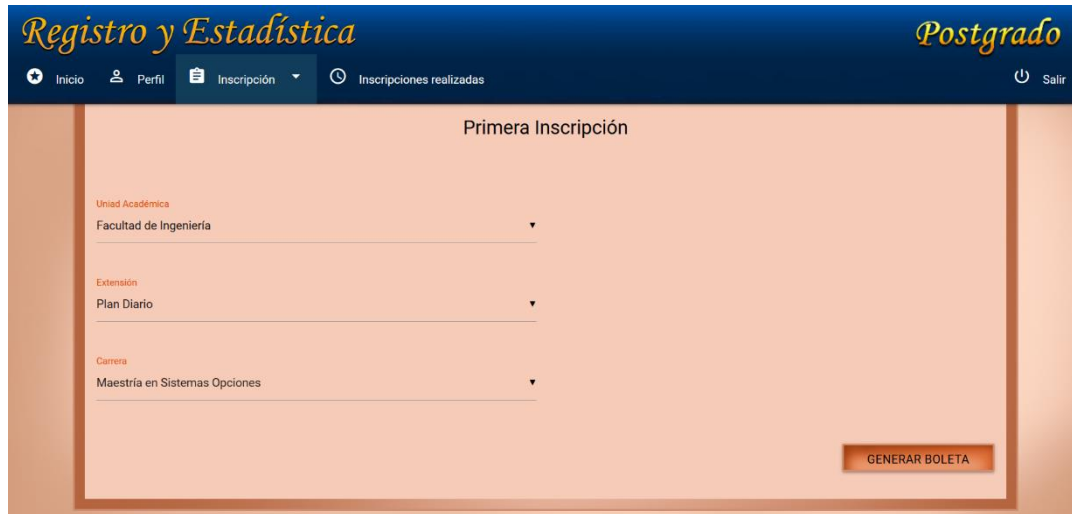 Registro y Estadística
Postgrado
Inicio Perfil Inscripción Inscripciones realizadas Salir
Primera Inscripción
Uniad Académica
Facultad de Ingeniería
Extensión
Plan Diario
Carrera
Maestría en Sistemas Opciones
GENERAR BOLETA